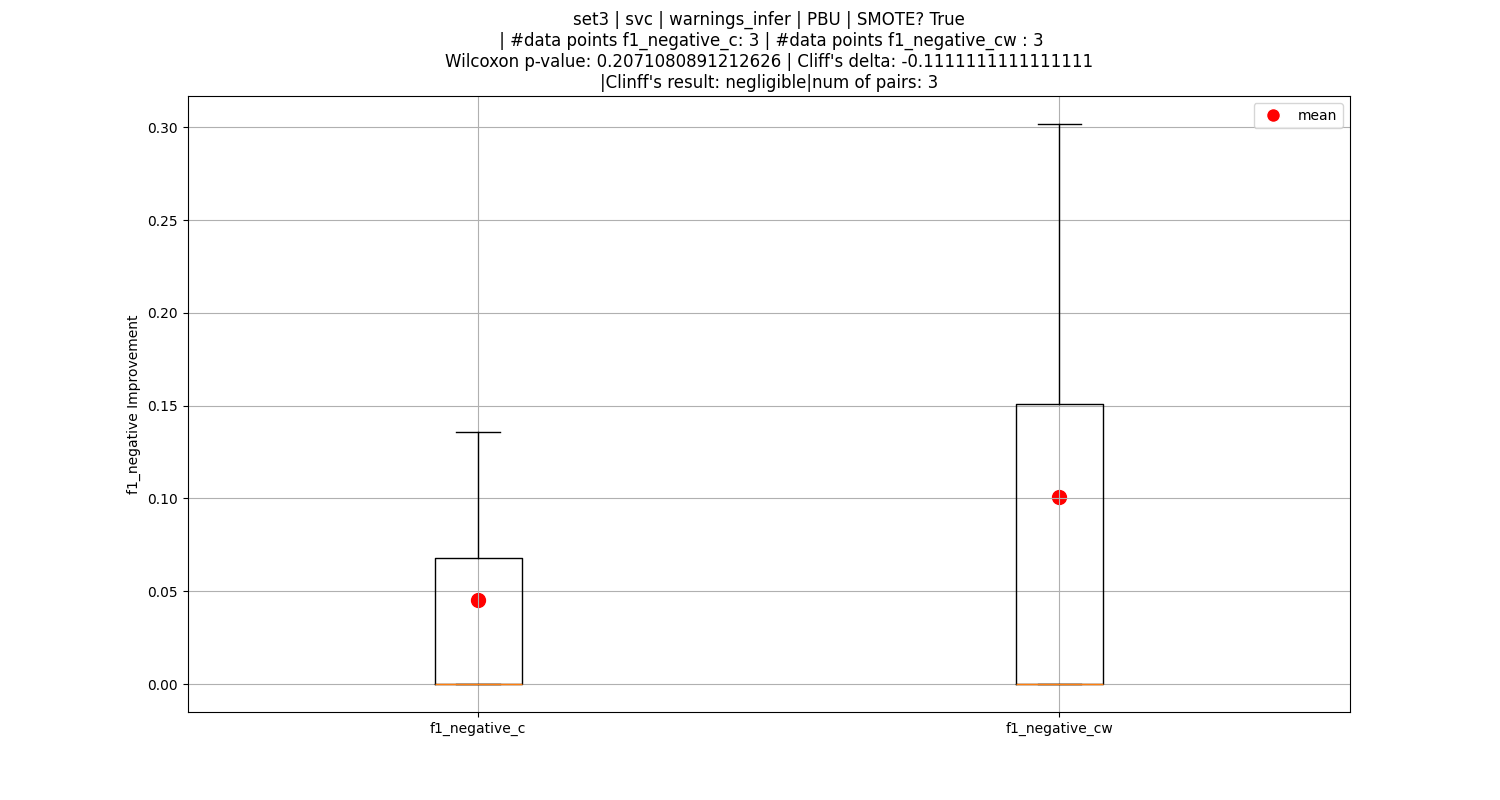 set3 | svc | warnings_infer | PBU | SMOTE? True
| #data points f1_negative_c: 3 | #data points f1_negative_cw : 3
Wilcoxon p-value: 0.2071080891212626 | Cliff's delta: -0.1111111111111111
|Clinff's result: negligible|num of pairs: 3
mean
0.30
0.25
0.20
0.15
0.10
0.05
0.00
f1_negative Improvement
f1_negative_c
f1_negative_cw